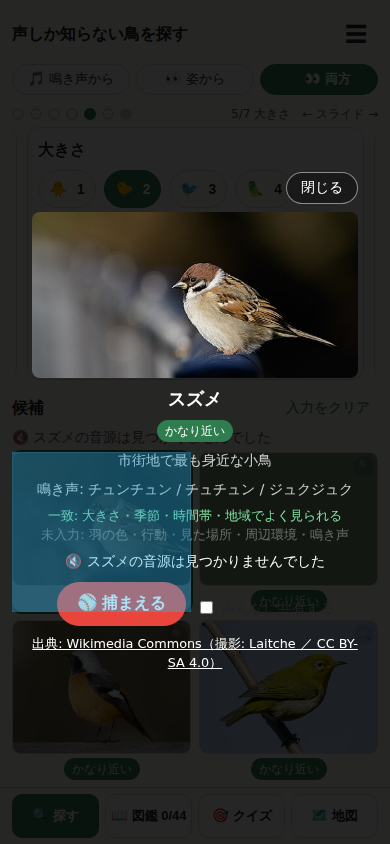 声しか知らない鳥を探す
🎵 鳴き声から
👀 姿から
👀 両方
5/7 大きさ ← スライド →
大きさ
🐥 1
🐤 2
🐦 3
🦜 4
閉じる
スズメ
候補
入力をクリア
かなり近い
市街地で最も身近な小鳥
鳴き声: チュンチュン / チュチュン / ジュクジュク
一致: 大きさ・季節・時間帯・地域でよく見られる
未入力: 羽の色・行動・見た場所・周辺環境・鳴き声
🔇 スズメの音源は見つかりませんでした
⚾ 捕まえる
かなり近い
出典: Wikimedia Commons（撮影: Laitche ／ CC BY-
SA 4.0）
かなり近い
かなり近い
🔍 探す
📖 図鑑 0/44
🎯 クイズ
🗺️ 地図